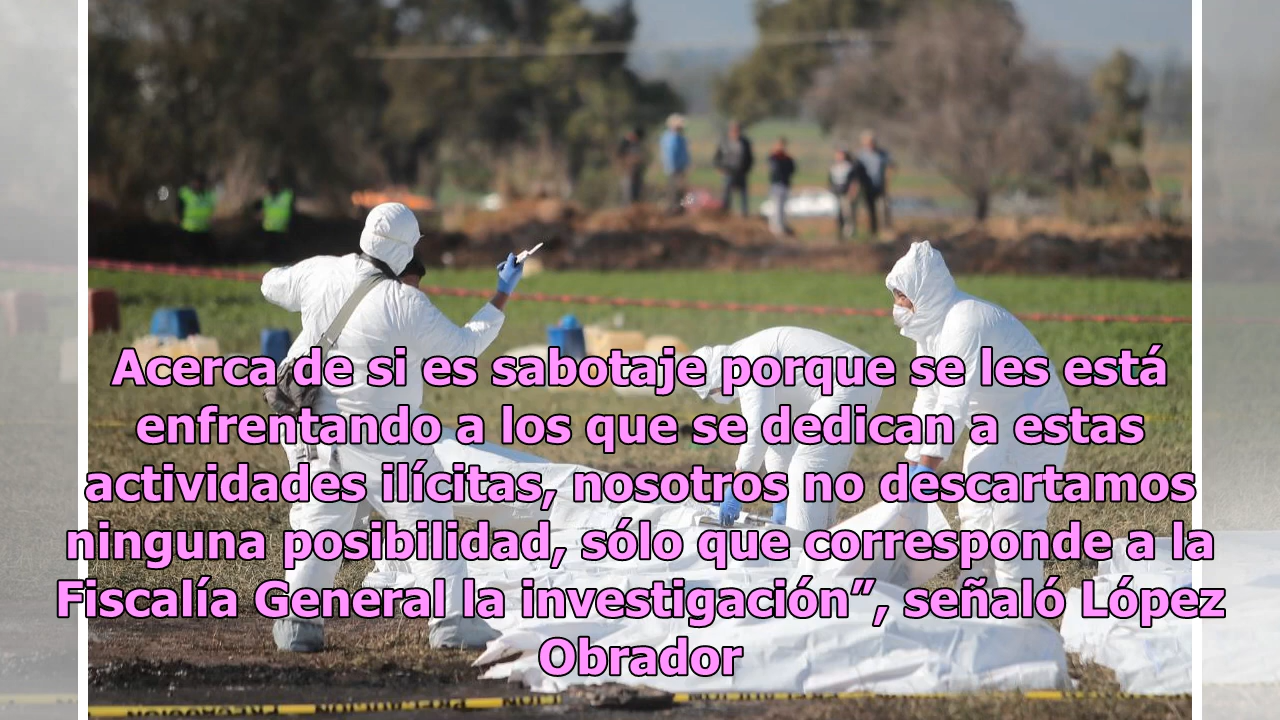 Acerca de si es sabotaje porque se les está
enfrentando a los que se dedican a estas
actividades ilícitas, nosotros no descartamos
ninguna posibilidad, sólo que corresponde a la
Fiscalía General la investigación”, señaló López
Obrador